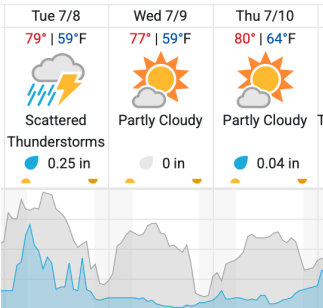 Tue 7/8
79° | 59°F
Scattered
Thunderstorms
0.25 in
Wed 7/9
77° | 59°F
Partly Cloudy
0 in
Thu 7/10
80° | 64°F
Partly Cloudy
0.04 in